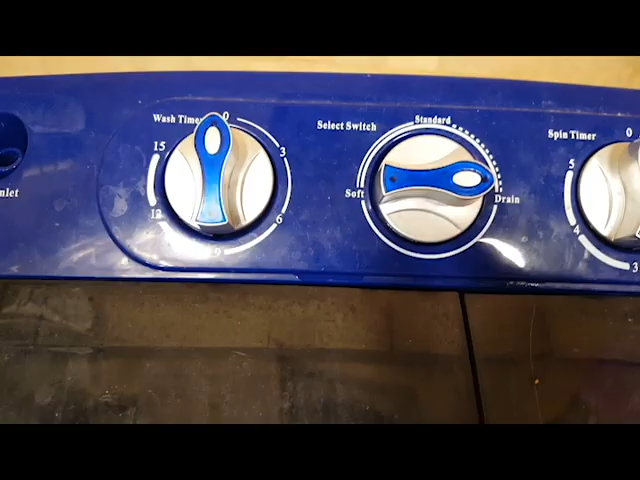 Wash Timer
0
3
6
9
12
15
Select Switch
Standard
Soft
Drain
Spin Timer
0
5
4
3